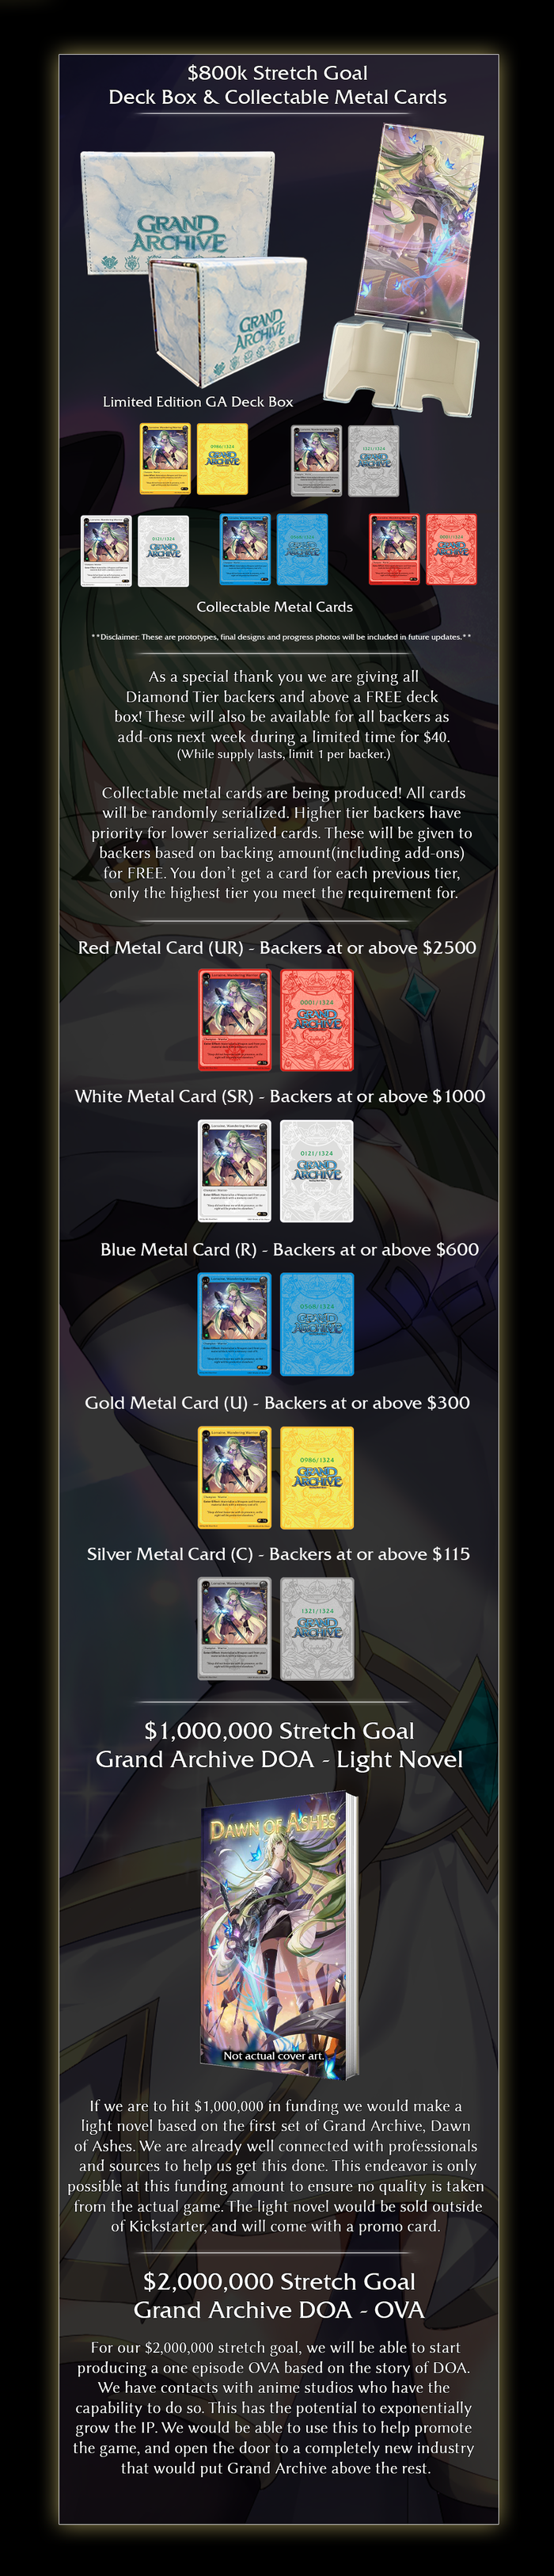 $800k Stretch Goal
Deck Box & Collectable Metal Cards
GRAND
ARCHIVE
GRAND
ARCHIVE
Limited Edition GA Deck Box
0986/1324
GRAND
ARCHIVE
1321/1324
GRAND
ARCHIVE
0121/1324
GRAND
ARCHIVE
GRAND
ARCHIVE
0001/1324
GRAND
ARCHIVE
Collectable Metal Cards
**Disclaimer: These are prototypes, final designs and progress photos will be included in future updates.**
As a special thank you we are giving all
Diamond Tier backers and above a FREE deck
box! These will also be available for all backers as
add-ons next week during a limited time for $40.
(While supply lasts, limit 1 per backer.)
Collectable metal cards are being produced! All cards
will be randomly serialized. Higher tier backers have
priority for lower serialized cards. These will be given to
backers based on backing amount(including add-ons)
for FREE. You don't get a card for each previous tier,
only the highest tier you meet the requirement for.
Red Metal Card (UR) - Backers at or above $2500
Lorraine, Wandering Warrior
0001/1324
GRAND
ARCHIVE
White Metal Card (SR) - Backers at or above $1000
Lorraine, Wandering Warrior
0121/1324
GRAND
ARCHIVE
Blue Metal Card (R) - Backers at or above $600
Lorraine, Wandering Warrior
GRAND
ARCHIVE
Gold Metal Card (U) - Backers at or above $300
Lorraine, Wandering Warrior
0986/1324
GRAND
ARCHIVE
Silver Metal Card (C) - Backers at or above $115
Lorraine, Wandering Warrior
1321/1324
GRAND
ARCHIVE
$1,000,000 Stretch Goal
Grand Archive DOA - Light Novel
DAWN OF ASHES
Not actual cover art.
If we are to hit $1,000,000 in funding we would make a
light novel based on the first set of Grand Archive, Dawn
of Ashes. We are already well connected with professionals
and sources to help us get this done. This endeavor is only
possible at this funding amount to ensure no quality is taken
from the actual game. The light novel would be sold outside
of Kickstarter, and will come with a promo card.
$2,000,000 Stretch Goal
Grand Archive DOA - OVA
For our $2,000,000 stretch goal, we will be able to start
producing a one episode OVA based on the story of DOA.
We have contacts with anime studios who have the
capability to do so. This has the potential to exponentially
grow the IP. We would be able to use this to help promote
the game, and open the door to a completely new industry
that would put Grand Archive above the rest.